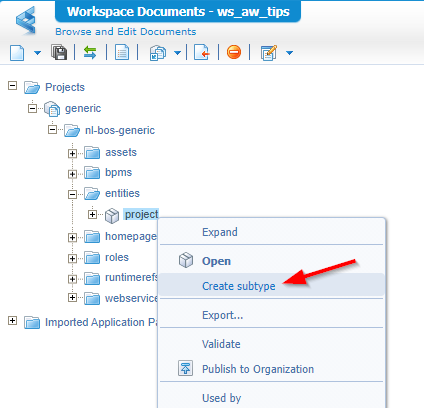 Workspace Documents - ws_aw_tips
Browse and Edit Documents
Projects
generic
nl-bos-generic
assets
bpms
entities
project
Expand
homepage
Open
roles
Create subtype
runtimerefs
webservice
Export...
Imported Application Pa
Validate
Publish to Organization
Used by